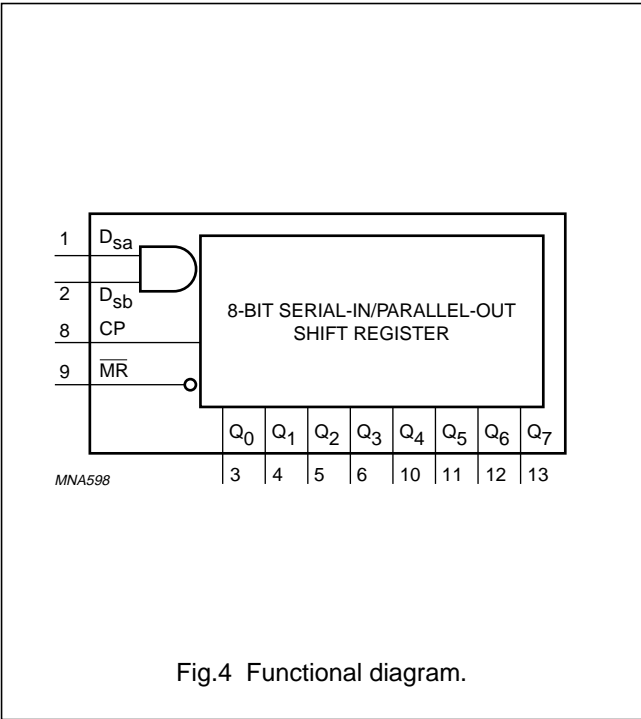 1 Dsa
2 Dsb
8 CP
9 M̅R̅
8-BIT SERIAL-IN/PARALLEL-OUT
SHIFT REGISTER
Q0 Q1 Q2 Q3 Q4 Q5 Q6 Q7
3 4 5 6 10 11 12 13
MNA598
Fig.4 Functional diagram.